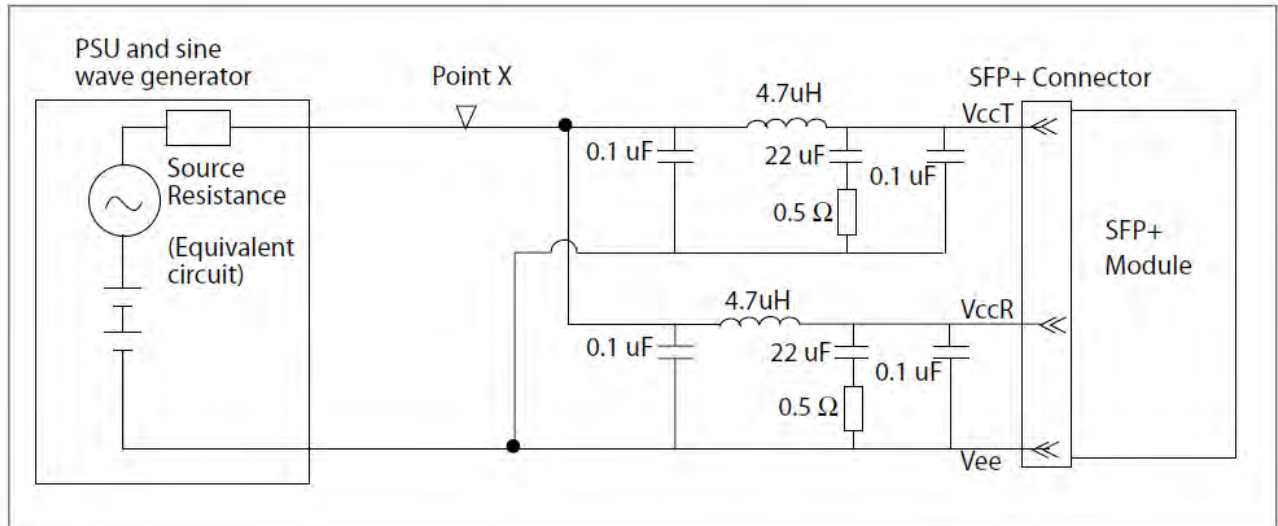 PSU and sine
wave generator
Point X
SFP+ Connector
4.7uH
VccT
Source
Resistance
0.1 uF
22 uF
0.1 uF
0.5 Ω
(Equivalent
circuit)
SFP+
Module
4.7uH
VccR
0.1 uF
22 uF
0.1 uF
0.5 Ω
Vee